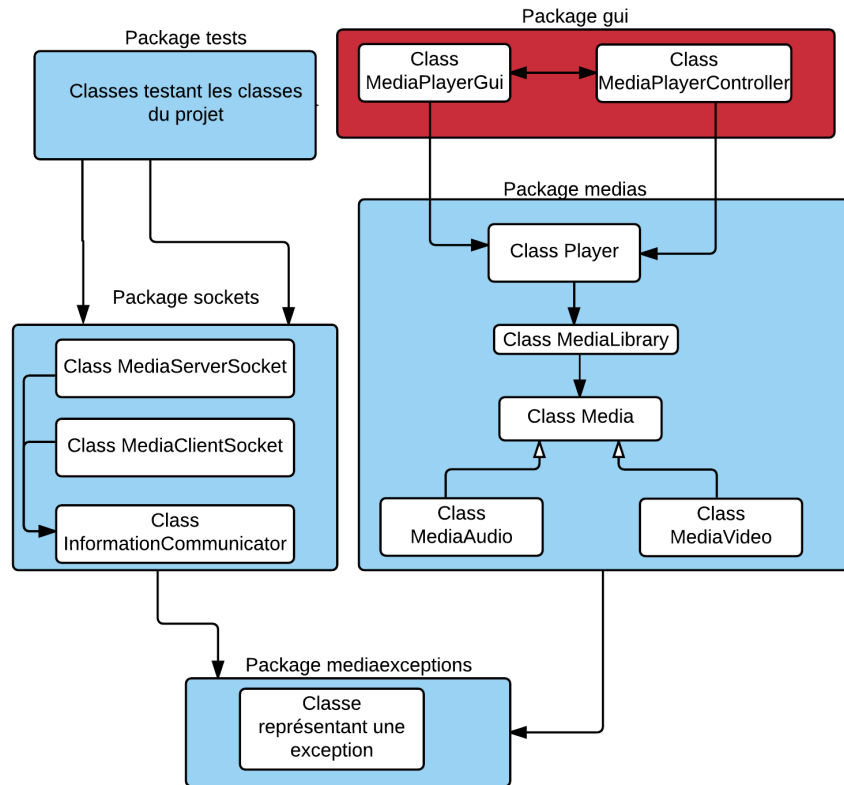 Package tests
Classes testant les classes
du projet
Package gui
Class
MediaPlayerGui
Class
MediaPlayerController
Package medias
Class Player
Class MediaLibrary
Class Media
Class
MediaAudio
Class
MediaVideo
Package sockets
Class MediaServerSocket
Class MediaClientSocket
Class
InformationCommunicator
Package mediaexceptions
Classe
représentant une
exception